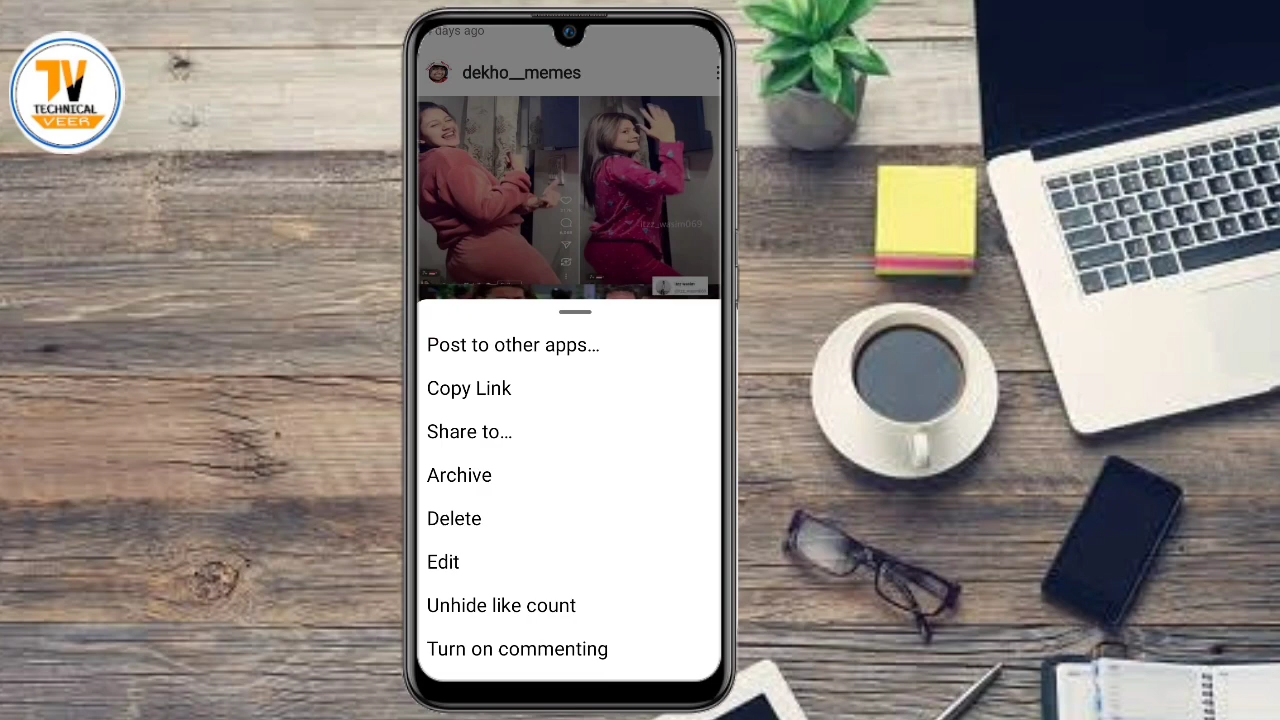 TV
TECHNICAL
VEER
days ago
dekho__memes
itzz_wasim059
Post to other apps...
Copy Link
Share to...
Archive
Delete
Edit
Unhide like count
Turn on commenting